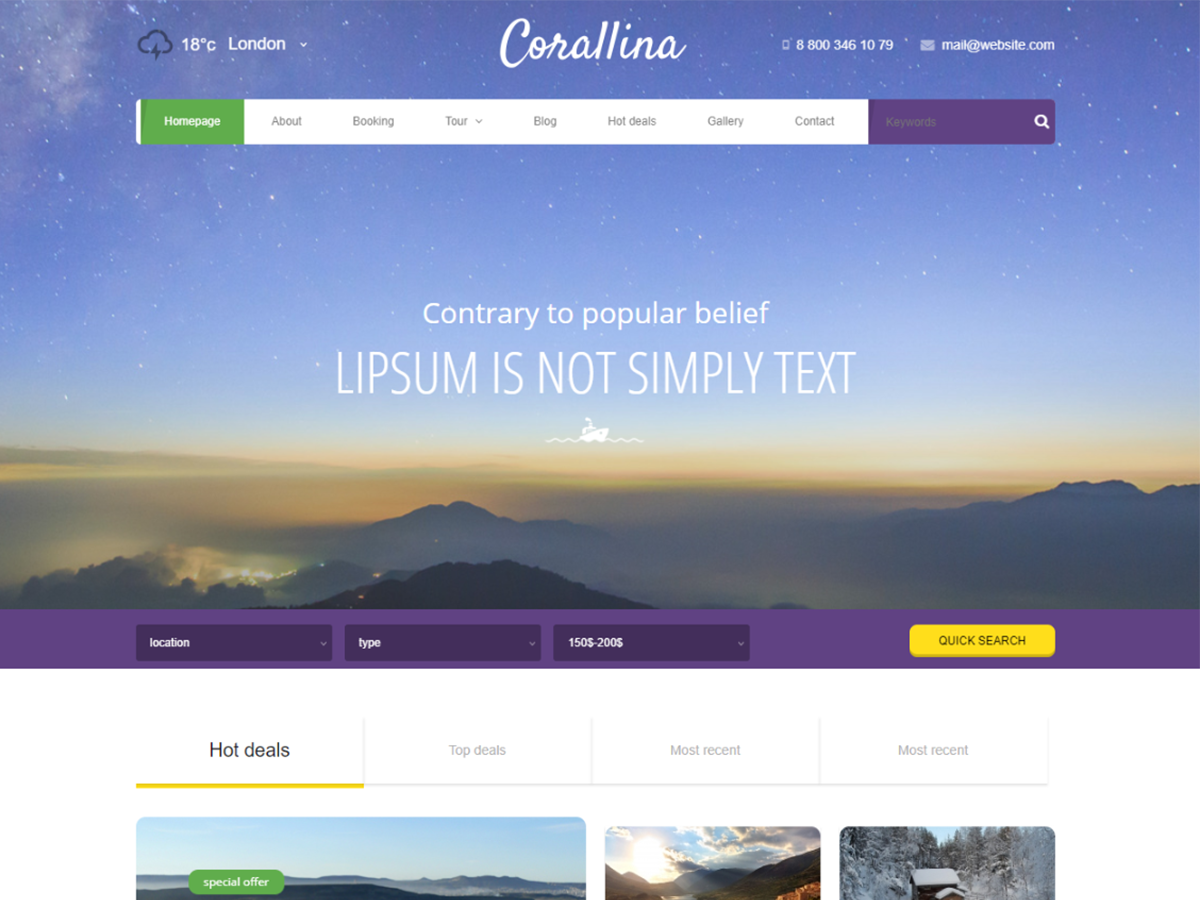 18°c London
Corallina
8 800 346 10 79
mail@website.com
Homepage
About
Booking
Tour
Blog
Hot deals
Gallery
Contact
Keywords
Contrary to popular belief
LIPSUM IS NOT SIMPLY TEXT
location
type
150$-200$
QUICK SEARCH
Hot deals
Top deals
Most recent
Most recent
special offer